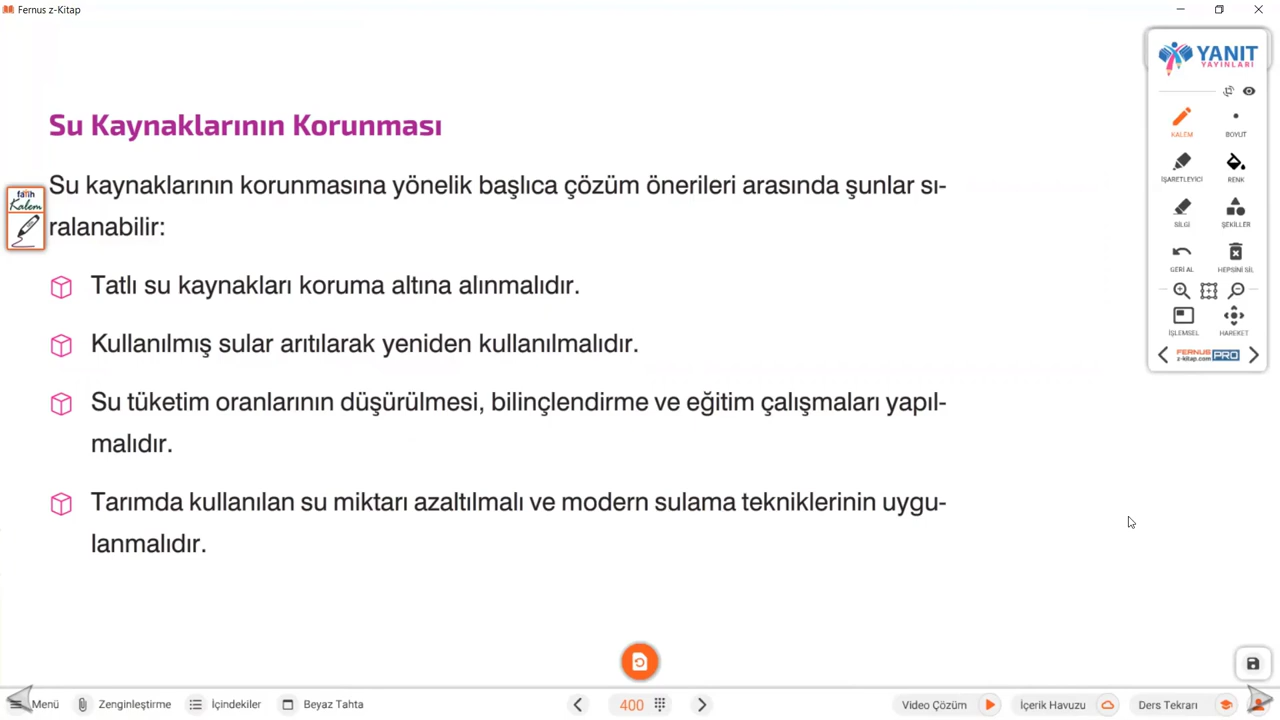 Fernus z-Kitap
YANIT
YAYINLARI
Su Kaynaklarının Korunması
Su kaynaklarının korunmasına yönelik başlıca çözüm önerileri arasında şunlar sı-
ralanabilir:
fatih
Kalem
Tatlı su kaynakları koruma altına alınmalıdır.
Kullanılmış sular arıtılarak yeniden kullanılmalıdır.
Su tüketim oranlarının düşürülmesi, bilinçlendirme ve eğitim çalışmaları yapıl-
malıdır.
Tarımda kullanılan su miktarı azaltılmalı ve modern sulama tekniklerinin uygu-
lanmalıdır.
KALEM BOYUT
İŞARETLEYİCİ RENK
SİLGİ ŞEKİLLER
GERİ AL HEPSİNİ SİL
İŞLEMSEL HAREKET
FERNUS
z-kitap.com PRO
Menü Zenginleştirme İçindekiler Beyaz Tahta 400 Video Çözüm İçerik Havuzu Ders Tekrarı